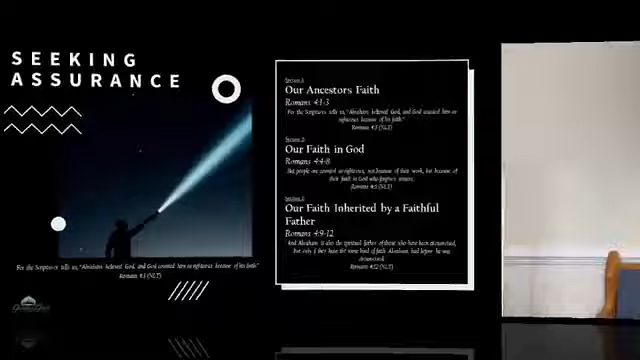 SEEKING
ASSURANCE
For the Scriptures tells us, "Abraham believed God, and God counted him as righteous because of his faith"
Romans 4:3 (NLT)
Our Ancestors Faith
Romans 4:1-3
For the Scriptures tells us, "Abraham believed God, and God counted him as
righteous because of his faith."
Romans 4:3 (NLT)
Our Faith in God
Romans 4:4-8
But people are counted as righteous, not because of their work, but because of
their faith in God who forgives sinners.
Romans 4:5 (NLT)
Our Faith Inherited by a Faithful
Father
Romans 4:9-12
And Abraham is also the spiritual father of those who have been circumcised,
but only if they have the same kind of faith Abraham had before he was
circumcised
Romans 4:12 (NLT)